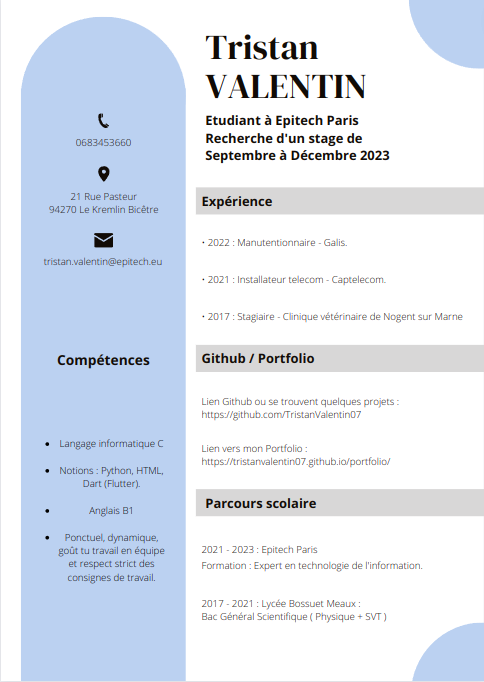 Tristan
VALENTIN
Etudiant à Epitech Paris
Recherche d'un stage de
Septembre à Décembre 2023
0683453660
21 Rue Pasteur
94270 Le Kremlin Bicêtre
tristan.valentin@epitech.eu
Compétences
• Langage informatique C
• Notions : Python, HTML,
Dart (Flutter).
• Anglais B1
• Ponctuel, dynamique,
goût tu travail en équipe
et respect strict des
consignes de travail.
Expérience
• 2022 : Manutentionnaire - Galis.
• 2021 : Installateur telecom - Captelecom.
• 2017 : Stagiaire - Clinique vétérinaire de Nogent sur Marne
Github / Portfolio
Lien Github ou se trouvent quelques projets :
https://github.com/TristanValentin07
Lien vers mon Portfolio :
https://tristanvalentin07.github.io/portfolio/
Parcours scolaire
2021 - 2023 : Epitech Paris
Formation : Expert en technologie de l'information.
2017 - 2021 : Lycée Bossuet Meaux :
Bac Général Scientifique ( Physique + SVT )